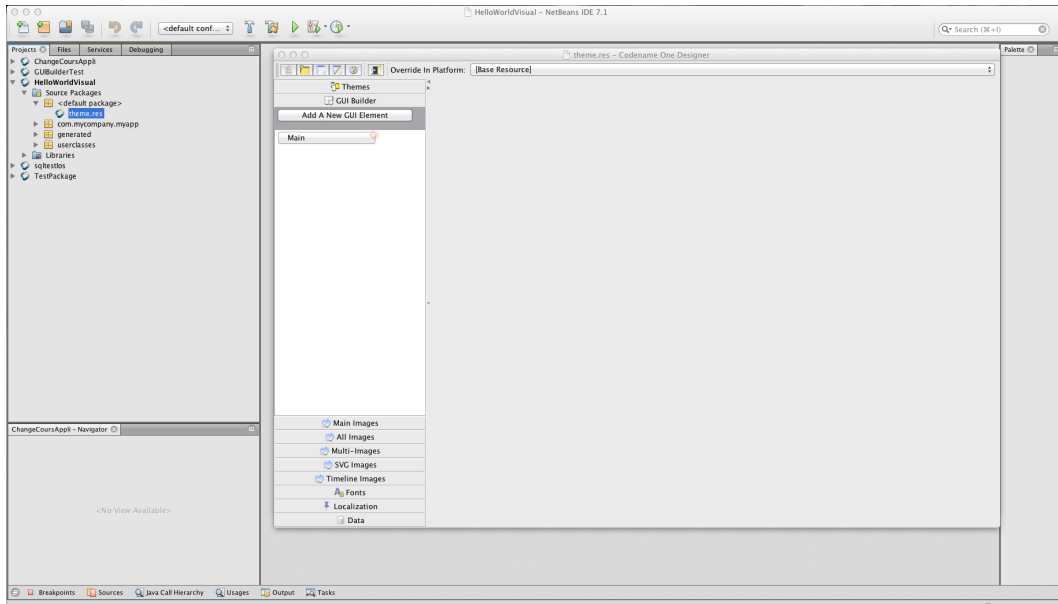 HelloWorldVisual - NetBeans IDE 7.1
<default conf...
Search (⌘+I)
Projects
Files
Services
Debugging
ChangeCoursAppli
GUIBuilderTest
HelloWorldVisual
Source Packages
<default package>
theme.res
com.mycompany.myapp
generated
userclasses
Libraries
sqltestIos
TestPackage
ChangeCoursAppli - Navigator
<No View Available>
theme.res - Codename One Designer
Override In Platform: [Base Resource]
Themes
GUI Builder
Add A New GUI Element
Main
Main Images
All Images
Multi-Images
SVG Images
Timeline Images
Fonts
Localization
Data
Palette
Breakpoints
Sources
Java Call Hierarchy
Usages
Output
Tasks